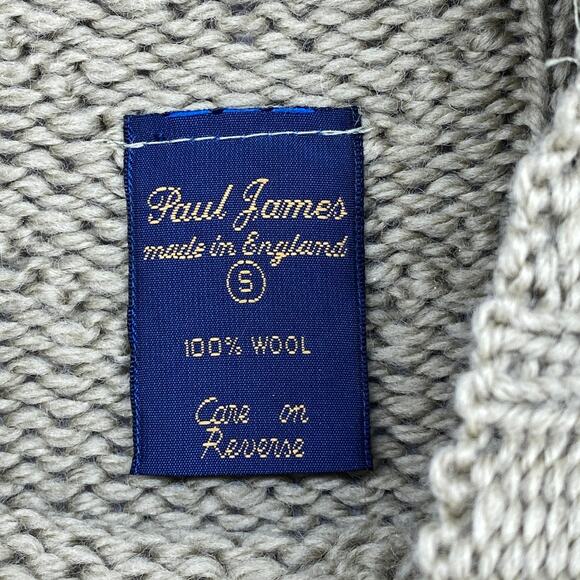 Paul James
made in England
S
100% WOOL
Care on
Reverse